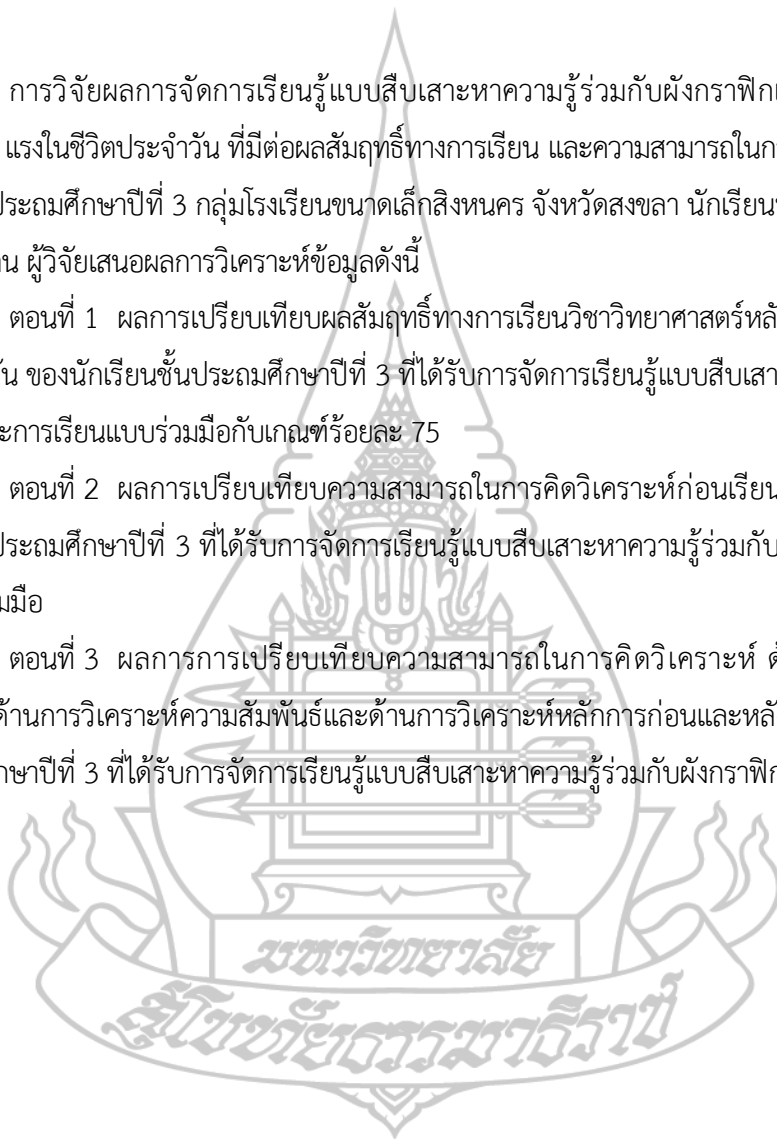 การวิจัยผลการจัดการเรียนรู้แบบสืบเสาะหาความรู้ร่วมกับผังกราฟิก
แรงในชีวิตประจำวัน ที่มีต่อผลสัมฤทธิ์ทางการเรียน และความสามารถใน
ประถมศึกษาปีที่ 3 กลุ่มโรงเรียนขนาดเล็กสิงหนคร จังหวัดสงขลา นักเรียน
น ผู้วิจัยเสนอผลการวิเคราะห์ข้อมูลดังนี้
ตอนที่ 1 ผลการเปรียบเทียบผลสัมฤทธิ์ทางการเรียนวิชาวิทยาศาสตร์หลั
ัน ของนักเรียนชั้นประถมศึกษาปีที่ 3 ที่ได้รับการจัดการเรียนรู้แบบสืบเสา
ะการเรียนแบบร่วมมือกับเกณฑ์ร้อยละ 75
ตอนที่ 2 ผลการเปรียบเทียบความสามารถในการคิดวิเคราะห์ก่อนเรียน
ประถมศึกษาปีที่ 3 ที่ได้รับการจัดการเรียนรู้แบบสืบเสาะหาความรู้ร่วมกับ
มมือ
ตอนที่ 3 ผลการการเปรียบเทียบความสามารถในการคิดวิเคราะห์ ด้
ด้านการวิเคราะห์ความสัมพันธ์และด้านการวิเคราะห์หลักการก่อนและหลั
กษาปีที่ 3 ที่ได้รับการจัดการเรียนรู้แบบสืบเสาะหาความรู้ร่วมกับผังกราฟิก
มหาวิทยาลัย
สุโขทัยธรรมาธิราช